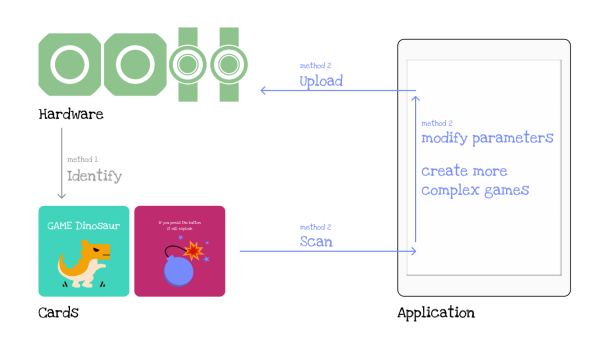 method 2
Upload
Hardware
method 2
modify parameters
method 1
Identify
create more
complex games
GAME Dinosaur
If you press the button
it will explode.
method 2
Scan
Cards
Application